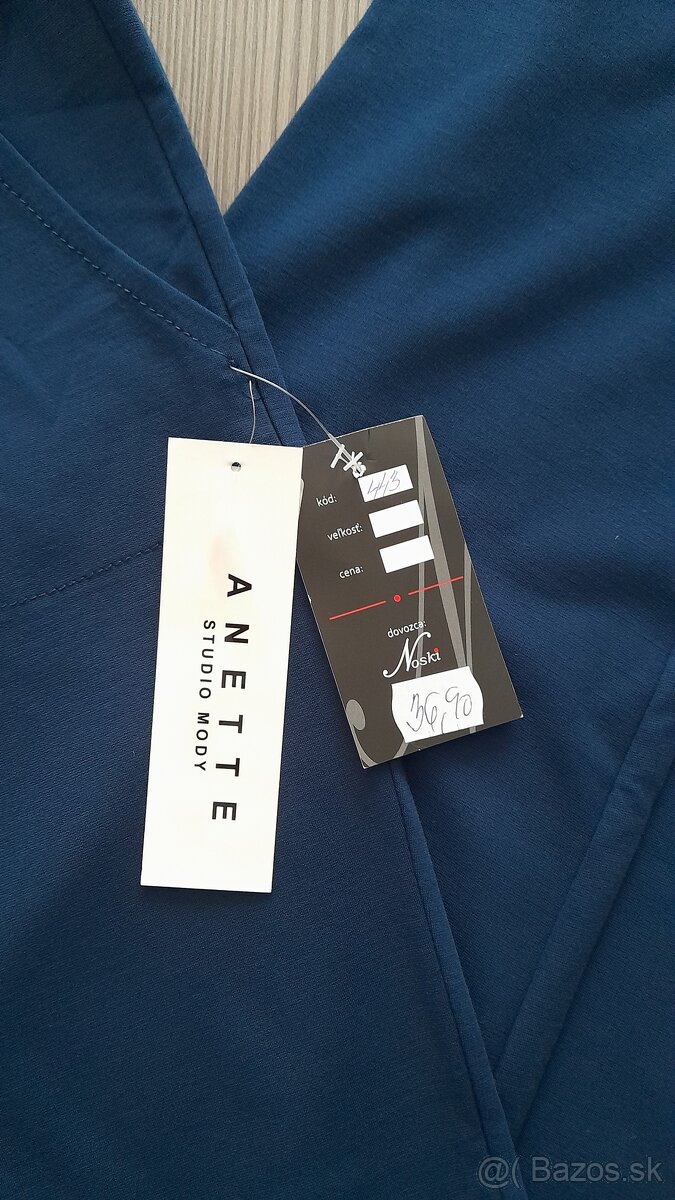 ANETTE
STUDIO MODY
kód: 443
veľkosť:
cena:
dovozca:
Noski
36,90
@( Bazos.sk